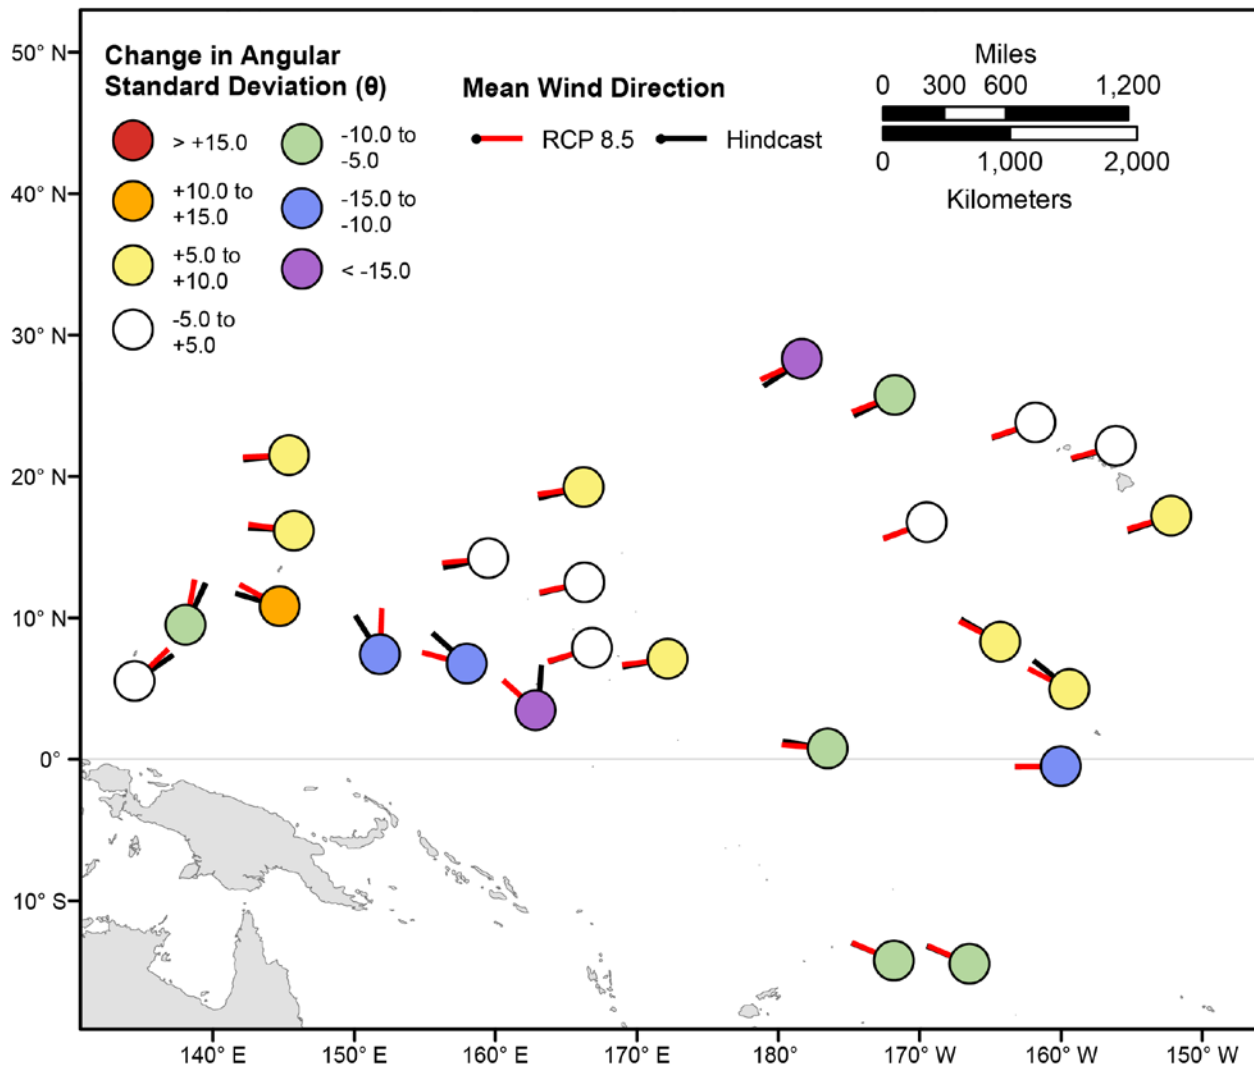 Change in Angular
Standard Deviation (θ)
> +15.0
+10.0 to
+15.0
+5.0 to
+10.0
-5.0 to
+5.0
-10.0 to
-5.0
-15.0 to
-10.0
< -15.0
Mean Wind Direction
RCP 8.5
Hindcast
Miles
0 300 600 1,200
0 1,000 2,000
Kilometers
50° N
40° N
30° N
20° N
10° N
0°
10° S
140° E 150° E 160° E 170° E 180° 170° W 160° W 150° W